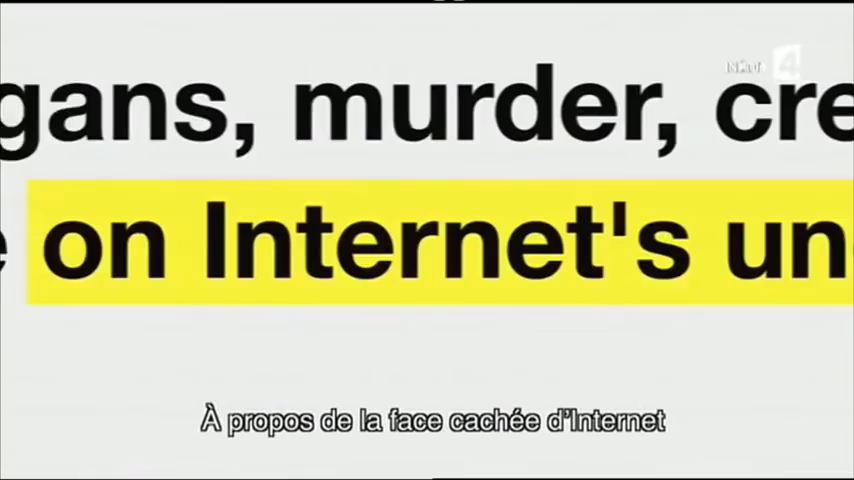 gans, murder, cre
on Internet's un
À propos de la face cachée d'Internet